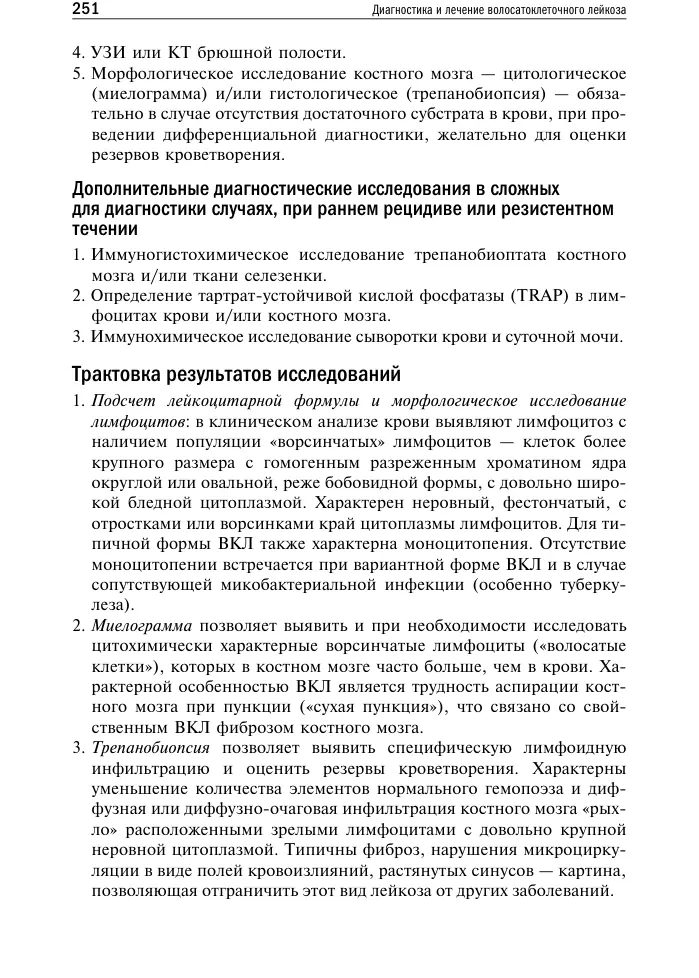 251
Диагностика и лечение волосатоклеточного лейкоза
4. УЗИ или КТ брюшной полости.
5. Морфологическое исследование костного мозга — цитологическое
(миелограмма) и/или гистологическое (трепанобиопсия) — обяза-
тельно в случае отсутствия достаточного субстрата в крови, при про-
ведении дифференциальной диагностики, желательно для оценки
резервов кроветворения.
Дополнительные диагностические исследования в сложных
для диагностики случаях, при раннем рецидиве или резистентном
течении
1. Иммуногистохимическое исследование трепанобиоптата костного
мозга и/или ткани селезенки.
2. Определение тартрат-устойчивой кислой фосфатазы (TRAP) в лим-
фоцитах крови и/или костного мозга.
3. Иммунохимическое исследование сыворотки крови и суточной мочи.
Трактовка результатов исследований
1. Подсчет лейкоцитарной формулы и морфологическое исследование
лимфоцитов: в клиническом анализе крови выявляют лимфоцитоз с
наличием популяции «ворсинчатых» лимфоцитов — клеток более
крупного размера с гомогенным разреженным хроматином ядра
округлой или овальной, реже бобовидной формы, с довольно широ-
кой бледной цитоплазмой. Характерен неровный, фестончатый, с
отростками или ворсинками край цитоплазмы лимфоцитов. Для ти-
пичной формы ВКЛ также характерна моноцитопения. Отсутствие
моноцитопении встречается при вариантной форме ВКЛ и в случае
сопутствующей микобактериальной инфекции (особенно туберку-
леза).
2. Миелограмма позволяет выявить и при необходимости исследовать
цитохимически характерные ворсинчатые лимфоциты («волосатые
клетки»), которых в костном мозге часто больше, чем в крови. Ха-
рактерной особенностью ВКЛ является трудность аспирации кост-
ного мозга при пункции («сухая пункция»), что связано со свой-
ственным ВКЛ фиброзом костного мозга.
3. Трепанобиопсия позволяет выявить специфическую лимфоидную
инфильтрацию и оценить резервы кроветворения. Характерны
уменьшение количества элементов нормального гемопоэза и диф-
фузная или диффузно-очаговая инфильтрация костного мозга «рых-
ло» расположенными зрелыми лимфоцитами с довольно крупной
неровной цитоплазмой. Типичны фиброз, нарушения микроцирку-
ляции в виде полей кровоизлияний, растянутых синусов — картина,
позволяющая отграничить этот вид лейкоза от других заболеваний.